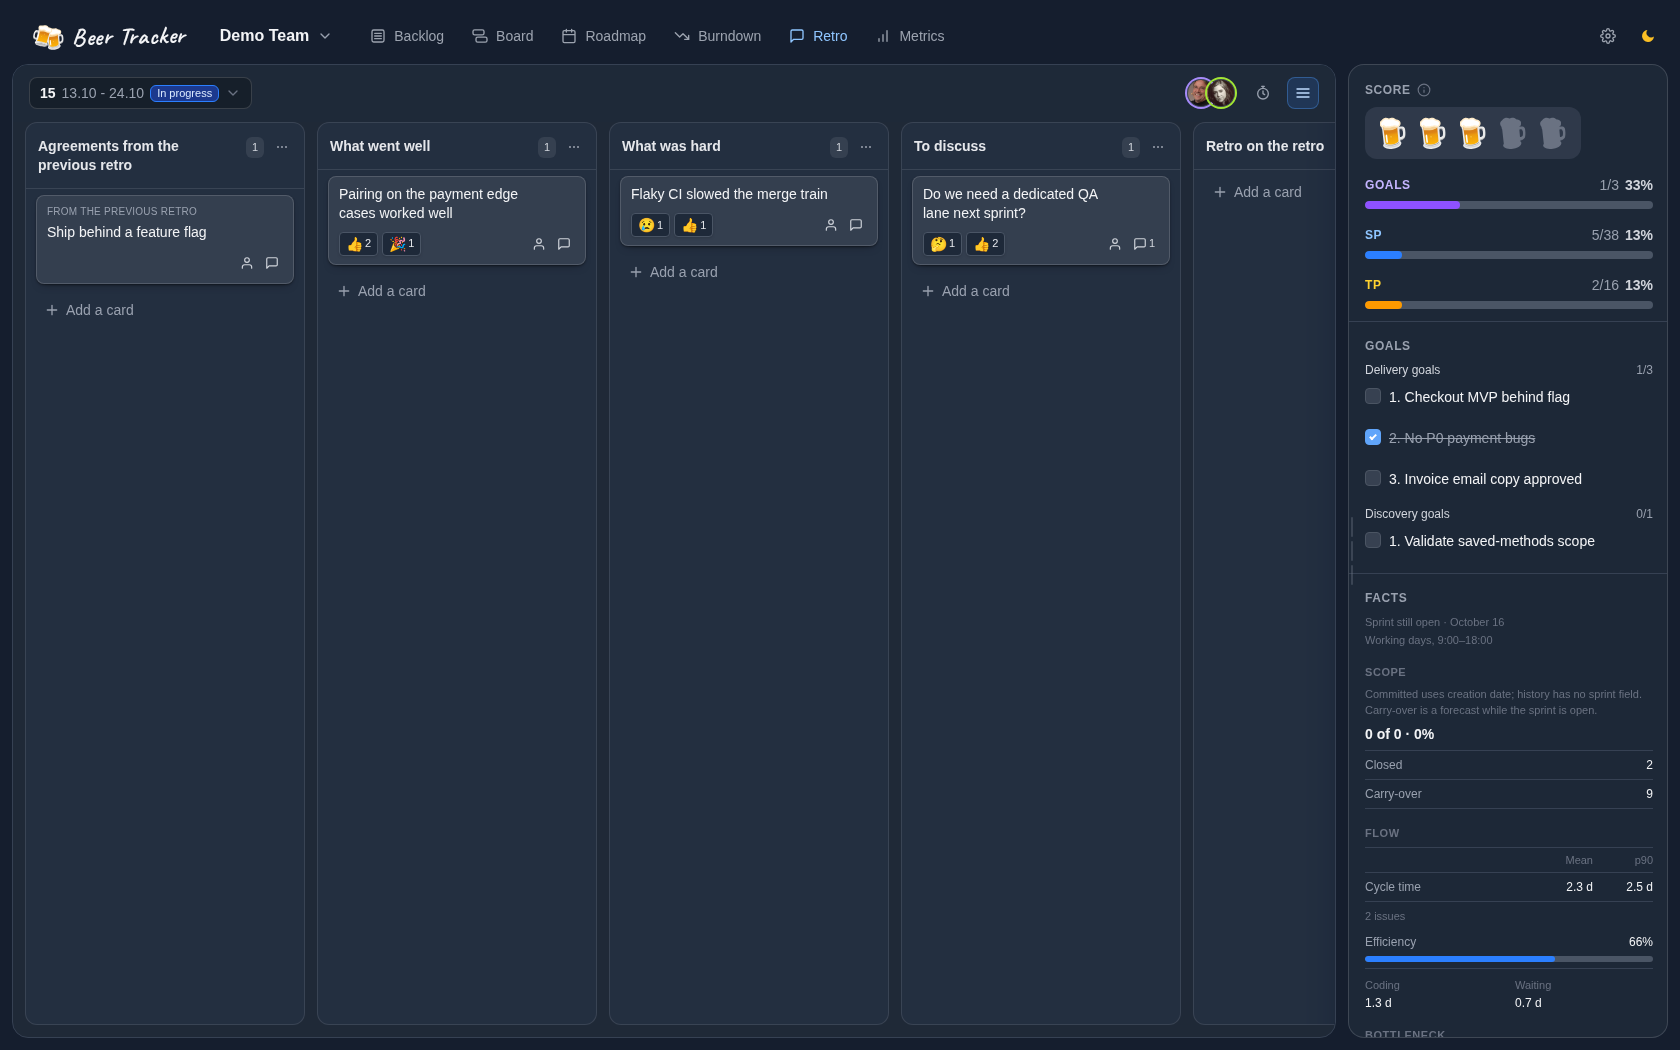 Beer Tracker
Demo Team
Backlog
Board
Roadmap
Burndown
Retro
Metrics
15 13.10 - 24.10 In progress
Agreements from the
previous retro
1
FROM THE PREVIOUS RETRO
Ship behind a feature flag
Add a card
What went well
1
Pairing on the payment edge
cases worked well
2
1
Add a card
What was hard
1
Flaky CI slowed the merge train
1
1
Add a card
To discuss
1
Do we need a dedicated QA
lane next sprint?
1
2
1
Add a card
Retro on the retro
Add a card
SCORE
GOALS 1/3 33%
SP 5/38 13%
TP 2/16 13%
GOALS
Delivery goals 1/3
1. Checkout MVP behind flag
2. No P0 payment bugs
3. Invoice email copy approved
Discovery goals 0/1
1. Validate saved-methods scope
FACTS
Sprint still open · October 16
Working days, 9:00–18:00
SCOPE
Committed uses creation date; history has no sprint field.
Carry-over is a forecast while the sprint is open.
0 of 0 · 0%
Closed 2
Carry-over 9
FLOW
Mean p90
Cycle time 2.3 d 2.5 d
2 issues
Efficiency 66%
Coding Waiting
1.3 d 0.7 d
BOTTLENECK